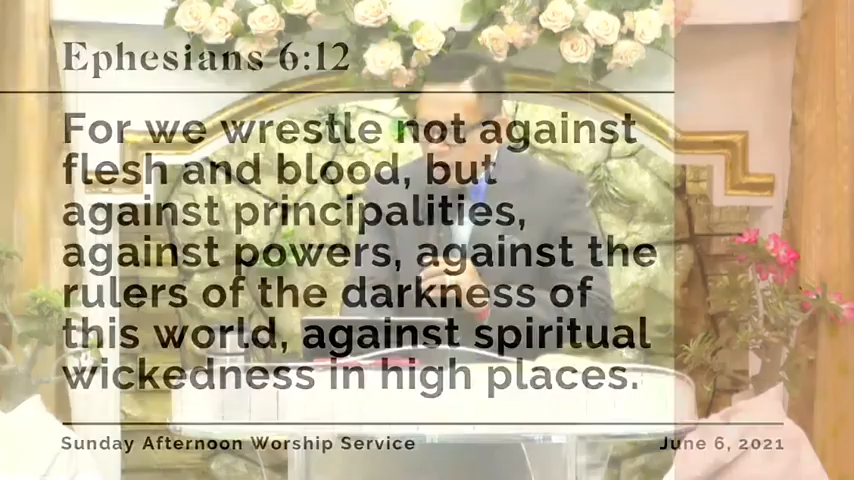 Ephesians 6:12
For we wrestle not against
flesh and blood, but
against principalities,
against powers, against the
rulers of the darkness of
this world, against spiritual
wickedness in high places.
Sunday Afternoon Worship Service
June 6, 2021